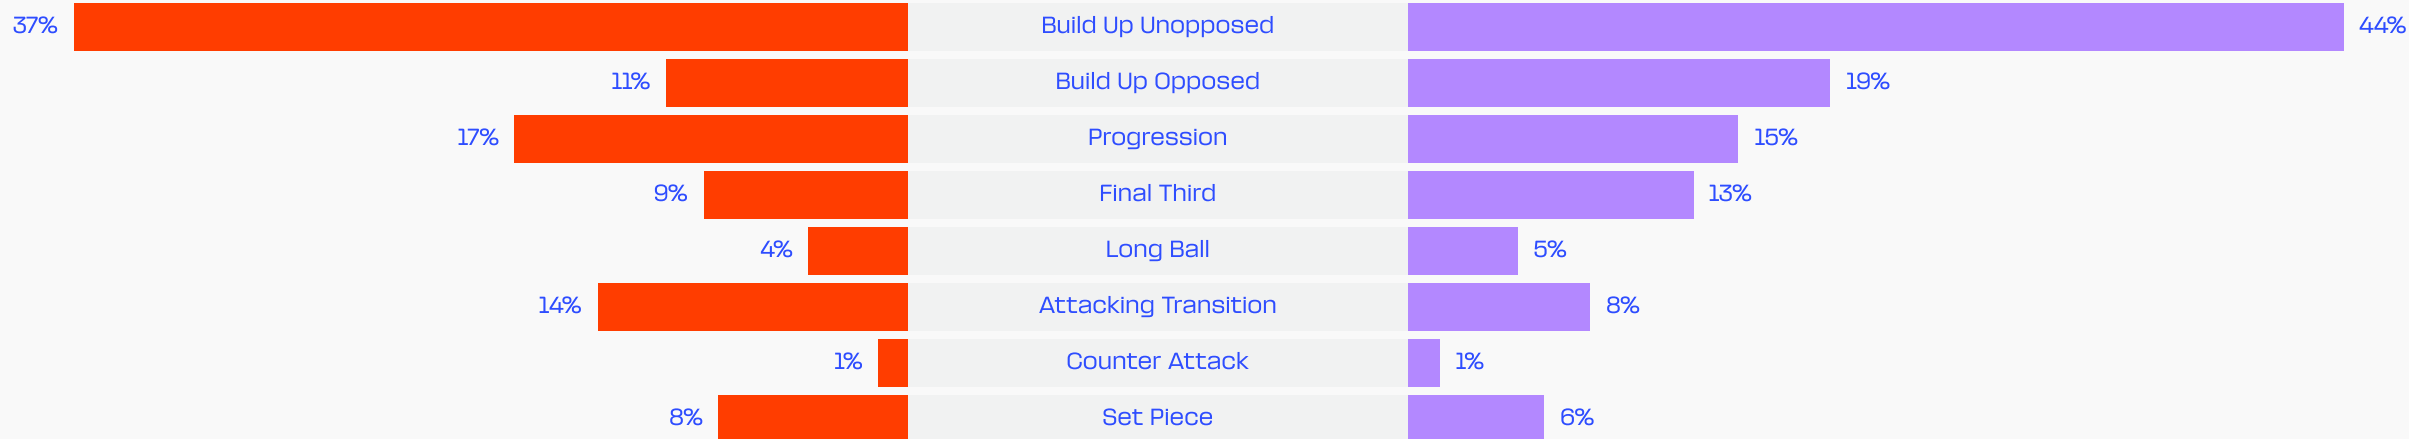 37% Build Up Unopposed 44%
11% Build Up Opposed 19%
17% Progression 15%
9% Final Third 13%
4% Long Ball 5%
14% Attacking Transition 8%
1% Counter Attack 1%
8% Set Piece 6%